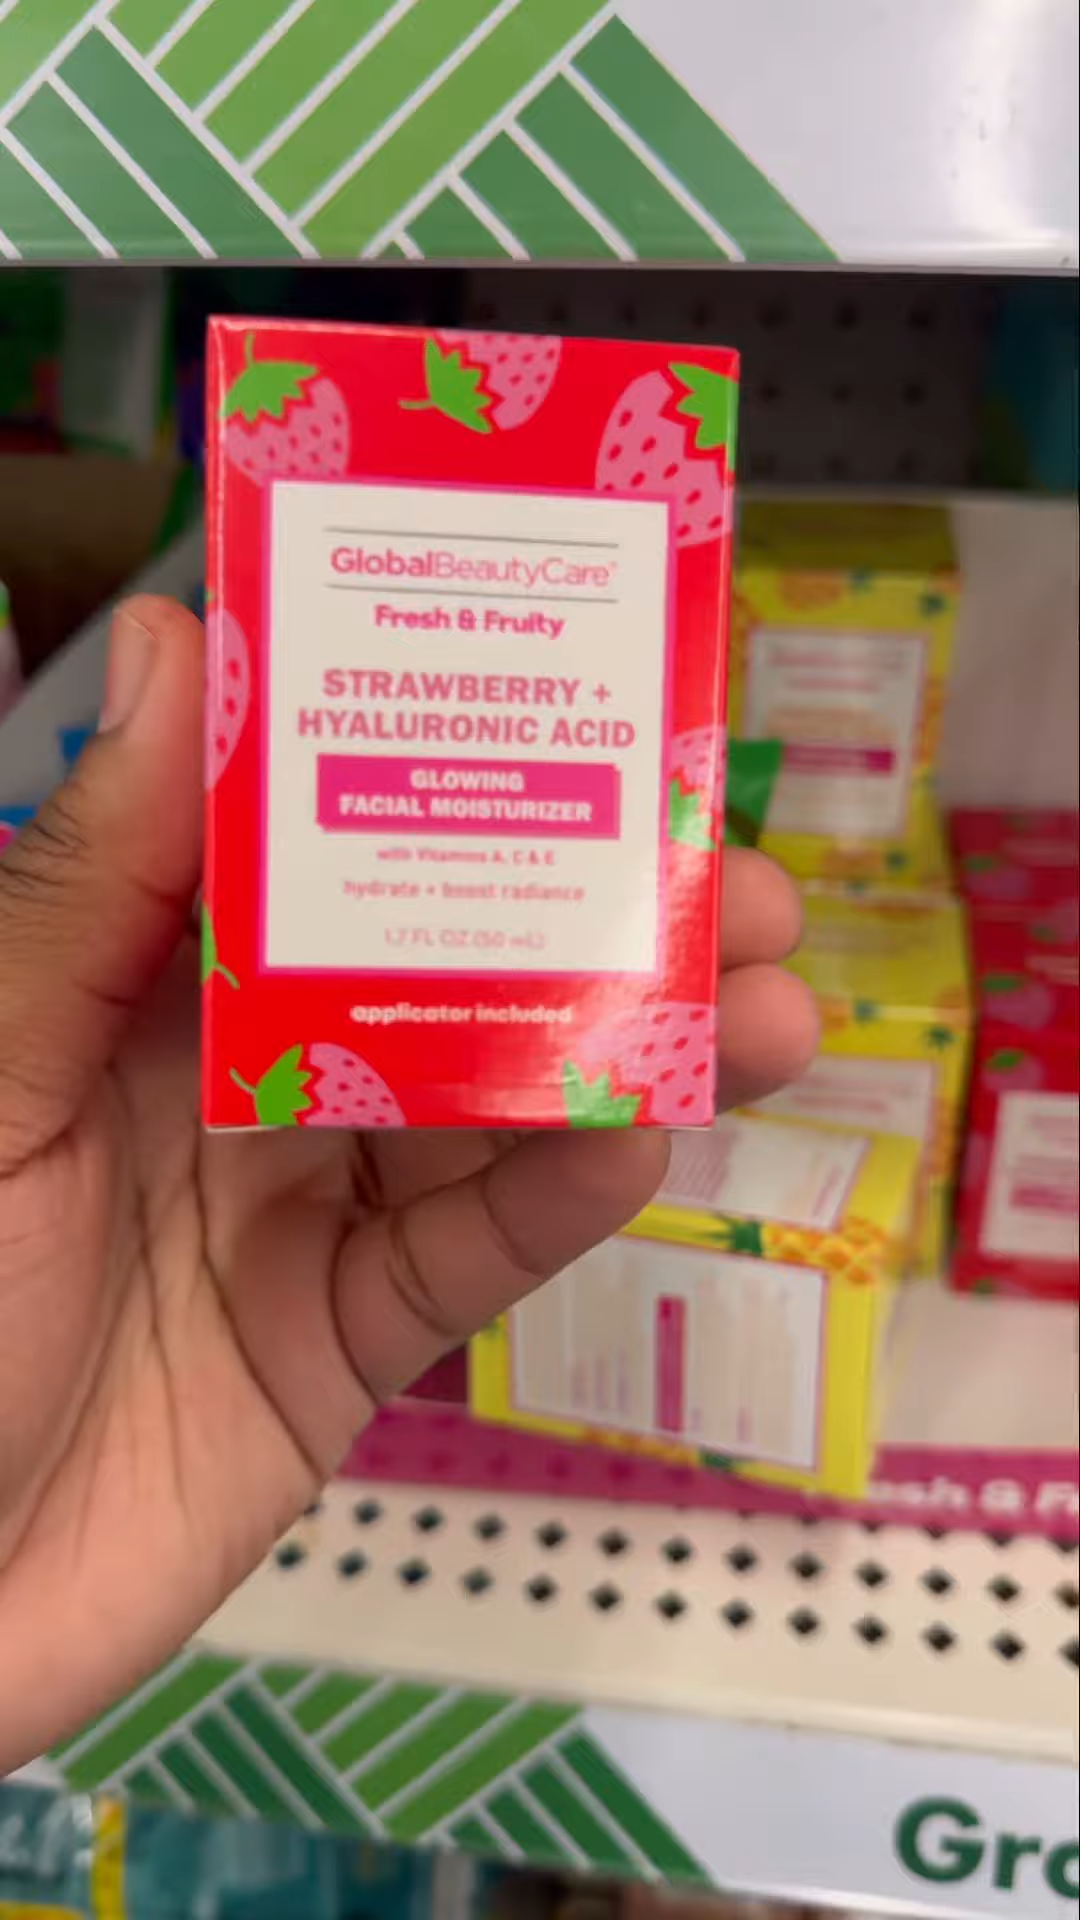 GlobalBeautyCare®
Fresh & Fruity
STRAWBERRY +
HYALURONIC ACID
GLOWING
FACIAL MOISTURIZER
with Vitamins A, C & E
hydrate + boost radiance
1.7 FL OZ (50 mL)
applicator included
Gro